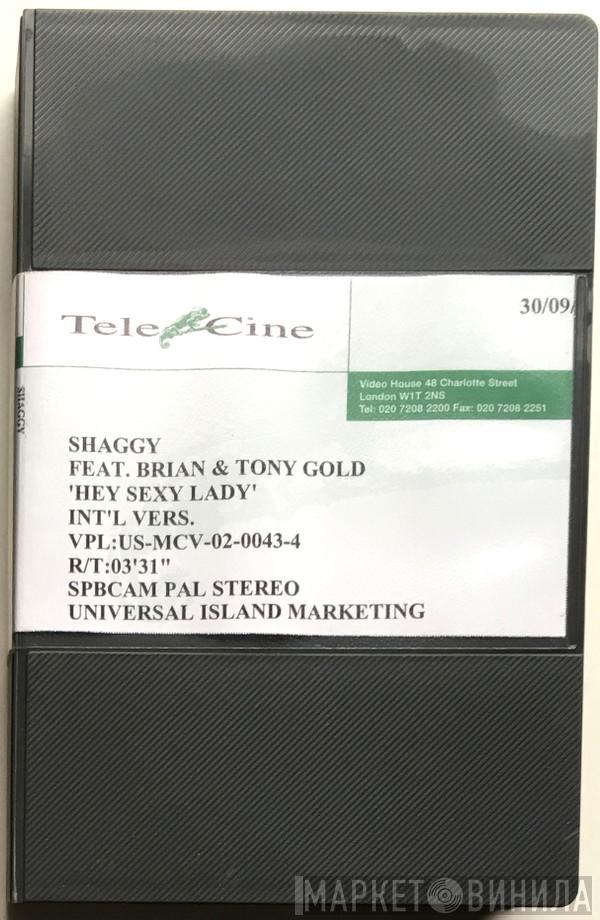 Tele Cine
30/09/
Video House 48 Charlotte Street
London W1T 2NS
Tel: 020 7208 2200 Fax: 020 7208 2251
SHAGGY
SHAGGY
FEAT. BRIAN & TONY GOLD
'HEY SEXY LADY'
INT'L VERS.
VPL:US-MCV-02-0043-4
R/T:03'31"
SPBCAM PAL STEREO
UNIVERSAL ISLAND MARKETING
МАРКЕТ ВИНИЛА